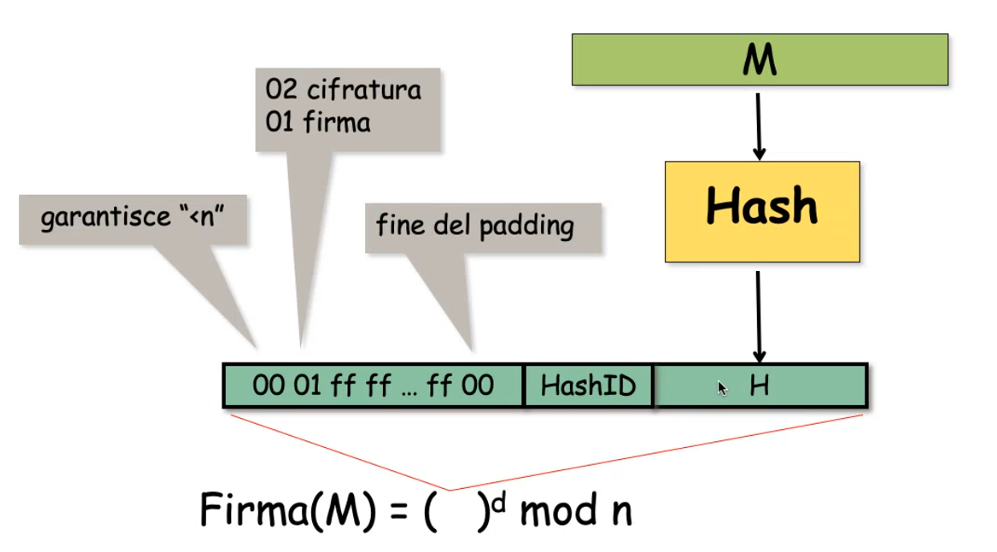 M
02 cifratura
01 firma
Hash
garantisce “<n”
fine del padding
00 01 ff ff ... ff 00
HashID
H
Firma(M) = ( )ᵈ mod n